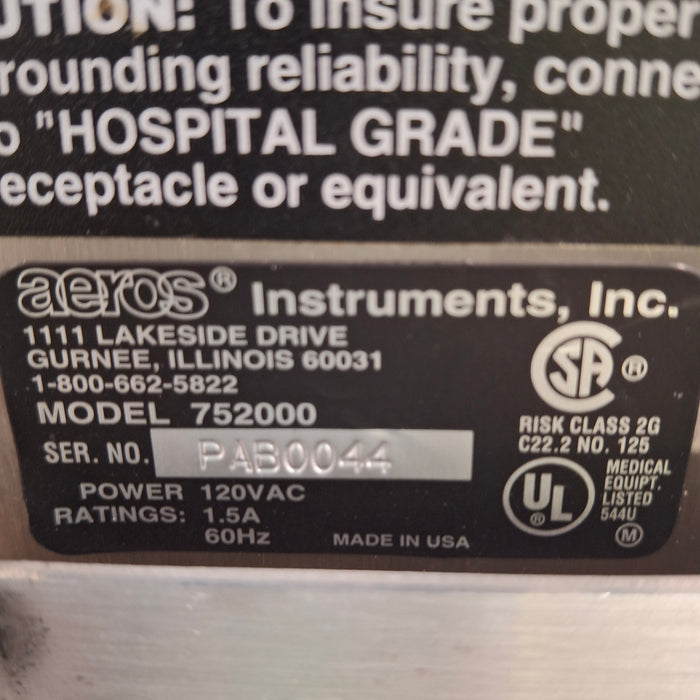 UTION: To insure proper
rounding reliability, conne
o "HOSPITAL GRADE"
eceptacle or equivalent.
aeros® Instruments, Inc.
1111 LAKESIDE DRIVE
GURNEE, ILLINOIS 60031
1-800-662-5822
MODEL 752000
SER. NO. PAB0044
POWER 120VAC
RATINGS: 1.5A
60Hz
MADE IN USA
SA ®
RISK CLASS 2G
C22.2 NO. 125
UL ®
MEDICAL
EQUIPT.
LISTED
544U
M